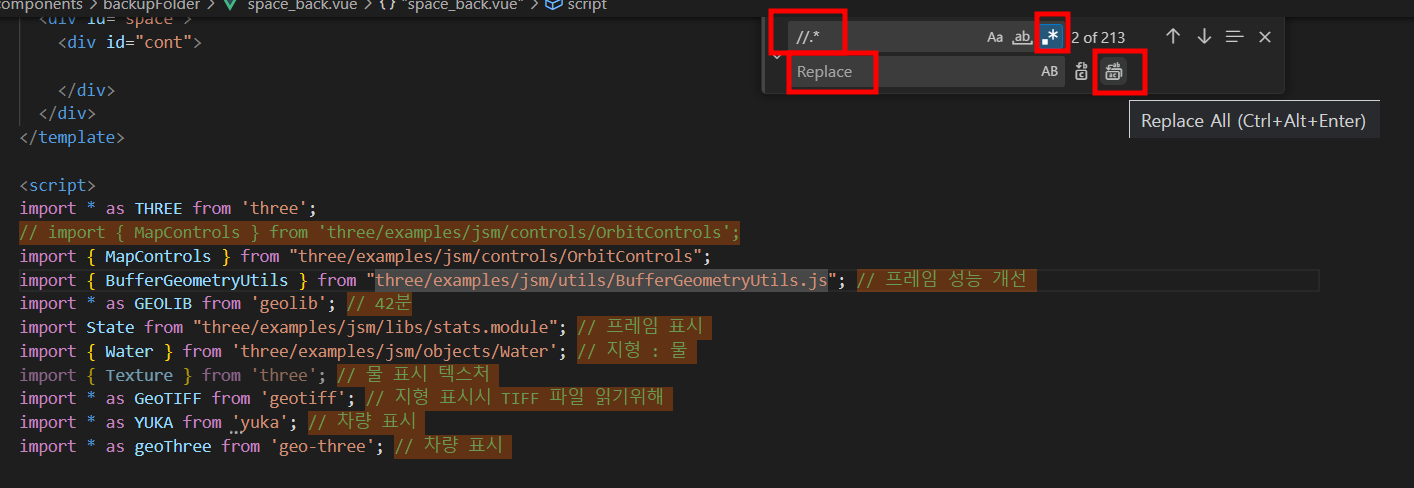 components > backupFolder > space_back.vue > {} "space_back.vue" > script
<div id="space">
<div id="cont">
</div>
</div>
</template>
<script>
import * as THREE from 'three';
// import { MapControls } from 'three/examples/jsm/controls/OrbitControls';
import { MapControls } from "three/examples/jsm/controls/OrbitControls";
import { BufferGeometryUtils } from "three/examples/jsm/utils/BufferGeometryUtils.js"; // 프레임 성능 개선
import * as GEOLIB from 'geolib'; // 42분
import State from "three/examples/jsm/libs/stats.module"; // 프레임 표시
import { Water } from 'three/examples/jsm/objects/Water'; // 지형 : 물
import { Texture } from 'three'; // 물 표시 텍스처
import * as GeoTIFF from 'geotiff'; // 지형 표시시 TIFF 파일 읽기위해
import * as YUKA from 'yuka'; // 차량 표시
import * as geoThree from 'geo-three'; // 차량 표시
//.* Aa ab .* 2 of 213
Replace AB
Replace All (Ctrl+Alt+Enter)